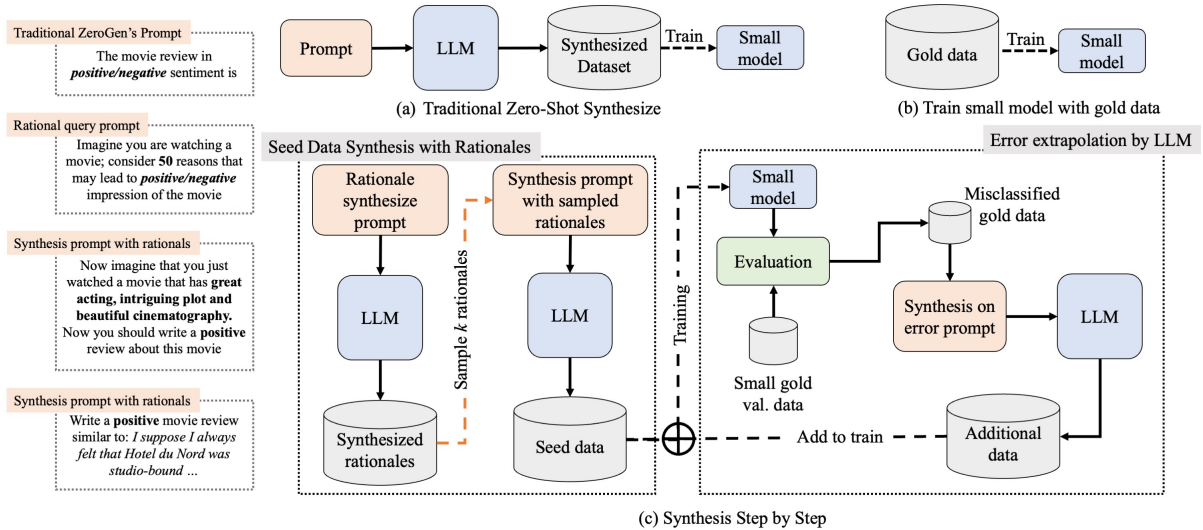 Traditional ZeroGen's Prompt
The movie review in
positive/negative sentiment is
Rational query prompt
Imagine you are watching a
movie; consider 50 reasons that
may lead to positive/negative
impression of the movie
Synthesis prompt with rationals
Now imagine that you just
watched a movie that has great
acting, intriguing plot and
beautiful cinematography.
Now you should write a positive
review about this movie
Synthesis prompt with rationals
Write a positive movie review
similar to: I suppose I always
felt that Hotel du Nord was
studio-bound ...
Prompt
LLM
Synthesized
Dataset
Train
Small
model
(a) Traditional Zero-Shot Synthesize
Gold data
Train
Small
model
(b) Train small model with gold data
Seed Data Synthesis with Rationales
Rationale
synthesize
prompt
LLM
Synthesized
rationales
Sample k rationales
Synthesis prompt
with sampled
rationales
LLM
Seed data
Training
Error extrapolation by LLM
Small
model
Evaluation
Small gold
val. data
Misclassified
gold data
Synthesis on
error prompt
LLM
Additional
data
Add to train
(c) Synthesis Step by Step